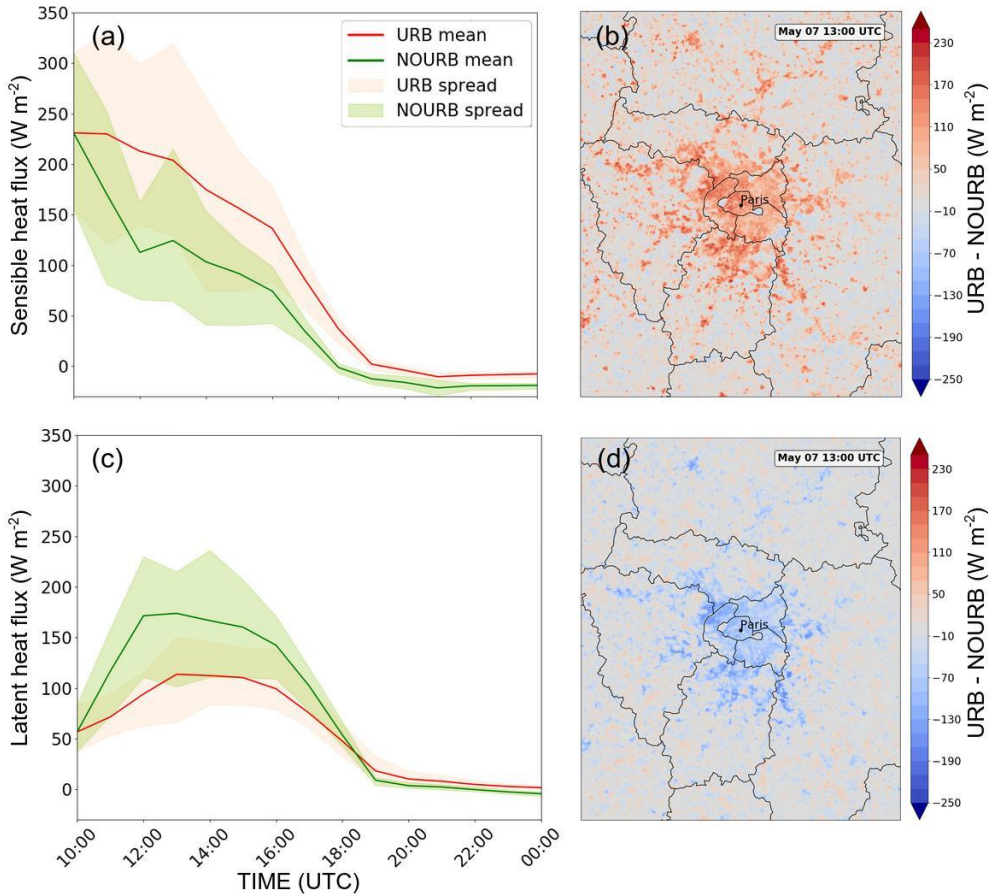 (a)
URB mean
NOURB mean
URB spread
NOURB spread
Sensible heat flux (W m⁻²)
350
300
250
200
150
100
50
0
(b)
May 07 13:00 UTC
Paris
230
170
110
50
−10
−70
−130
−190
−250
URB - NOURB (W m⁻²)
(c)
Latent heat flux (W m⁻²)
350
300
250
200
150
100
50
0
10:00
12:00
14:00
16:00
18:00
20:00
22:00
00:00
TIME (UTC)
(d)
May 07 13:00 UTC
Paris
230
170
110
50
−10
−70
−130
−190
−250
URB - NOURB (W m⁻²)